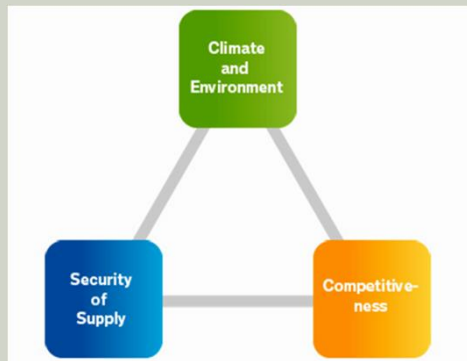 Climate
and
Environment
Security
of
Supply
Competitive-
ness